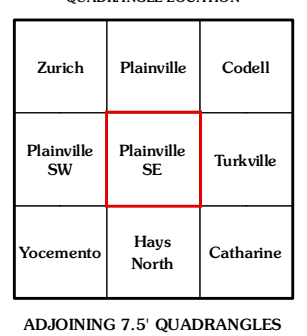 QUADRANGLE LOCATION
Zurich
Plainville
Codell
Plainville
SW
Plainville
SE
Turkville
Yocemento
Hays
North
Catharine
ADJOINING 7.5' QUADRANGLES